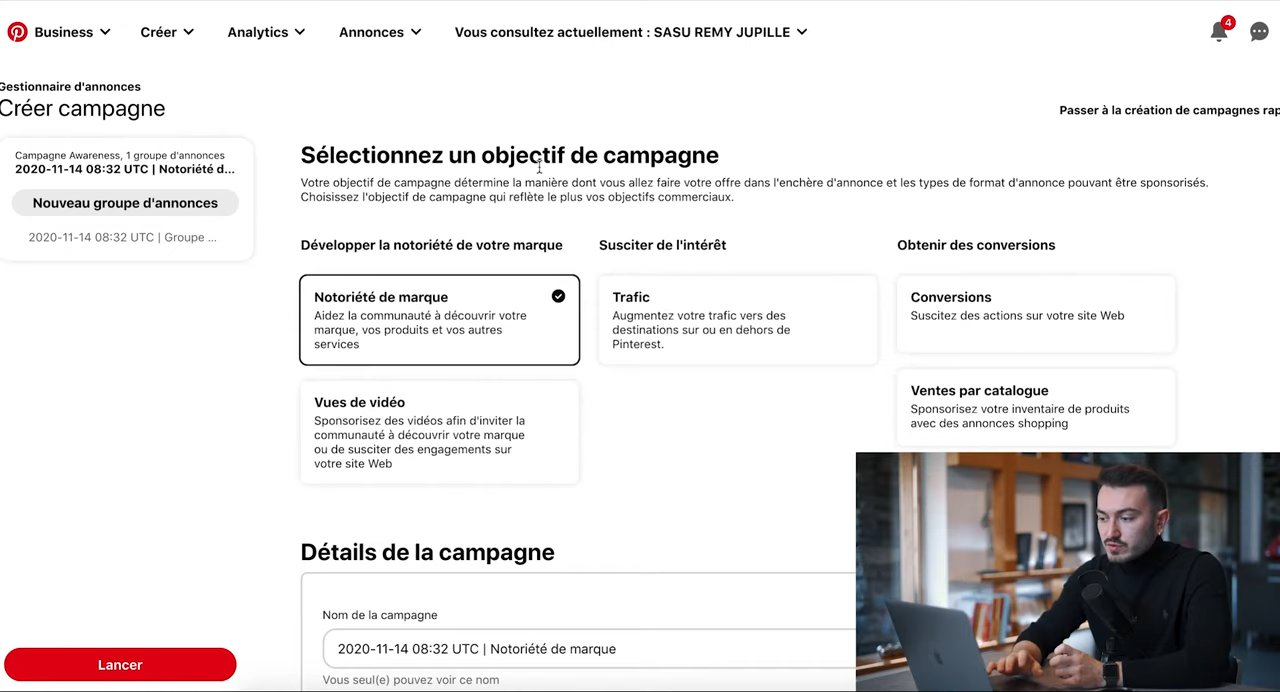 Business
Créer
Analytics
Annonces
Vous consultez actuellement : SASU REMY JUPILLE
4
Gestionnaire d'annonces
Créer campagne
Passer à la création de campagnes rap
Campagne Awareness, 1 groupe d'annonces
2020-11-14 08:32 UTC | Notoriété d...
Nouveau groupe d'annonces
2020-11-14 08:32 UTC | Groupe ...
Sélectionnez un objectif de campagne
Votre objectif de campagne détermine la manière dont vous allez faire votre offre dans l'enchère d'annonce et les types de format d'annonce pouvant être sponsorisés.
Choisissez l'objectif de campagne qui reflète le plus vos objectifs commerciaux.
Développer la notoriété de votre marque
Notoriété de marque
Aidez la communauté à découvrir votre
marque, vos produits et vos autres
services
Vues de vidéo
Sponsorisez des vidéos afin d'inviter la
communauté à découvrir votre marque
ou de susciter des engagements sur
votre site Web
Susciter de l'intérêt
Trafic
Augmentez votre trafic vers des
destinations sur ou en dehors de
Pinterest.
Obtenir des conversions
Conversions
Suscitez des actions sur votre site Web
Ventes par catalogue
Sponsorisez votre inventaire de produits
avec des annonces shopping
Détails de la campagne
Nom de la campagne
2020-11-14 08:32 UTC | Notoriété de marque
Vous seul(e) pouvez voir ce nom
Lancer